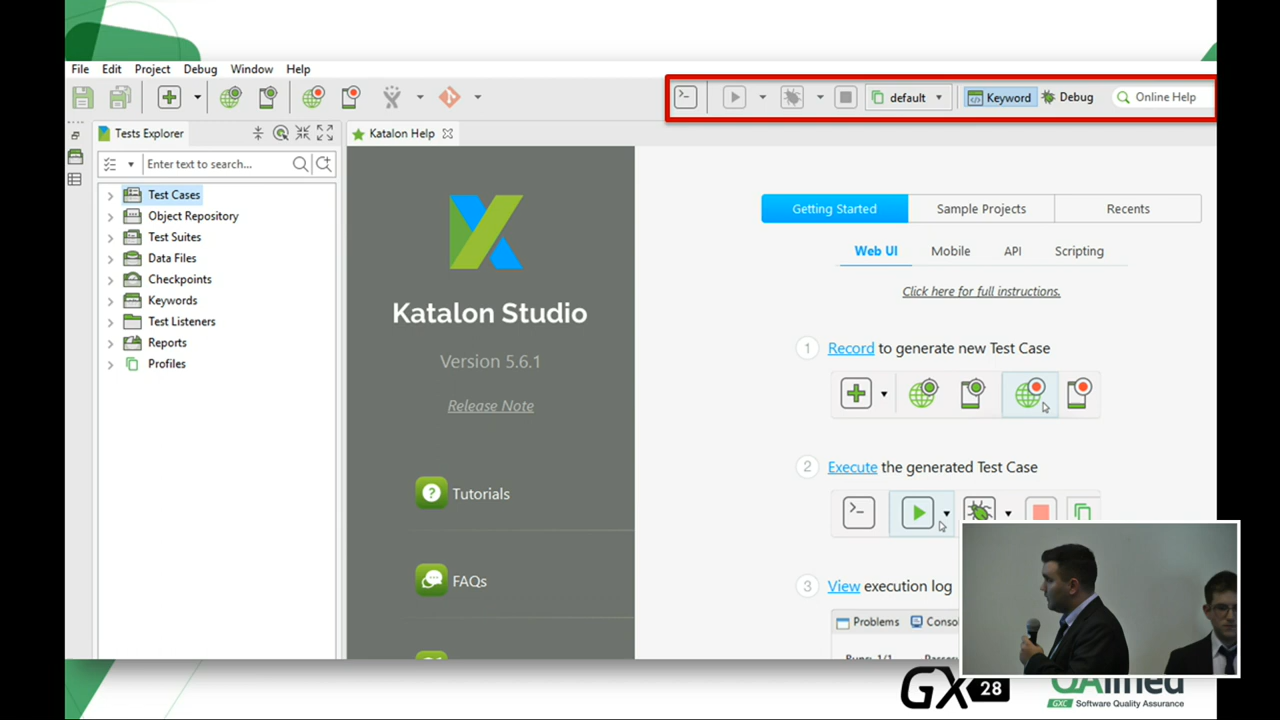 File Edit Project Debug Window Help
default Keyword Debug Online Help
Tests Explorer
Katalon Help
Enter text to search...
Test Cases
Object Repository
Test Suites
Data Files
Checkpoints
Keywords
Test Listeners
Reports
Profiles
Katalon Studio
Version 5.6.1
Release Note
Tutorials
FAQs
Getting Started Sample Projects Recents
Web UI Mobile API Scripting
Click here for full instructions.
1 Record to generate new Test Case
2 Execute the generated Test Case
3 View execution log
Problems Conso
GX 28
Software Quality Assurance
GXC